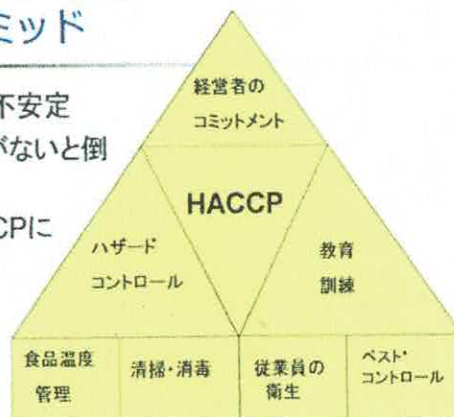 ミッド
不安定
がないと倒
CPに
経営者の
コミットメント
HACCP
ハザード
コントロール
教育
訓練
食品温度
管理
清掃・消毒
従業員の
衛生
ペスト・
コントロール